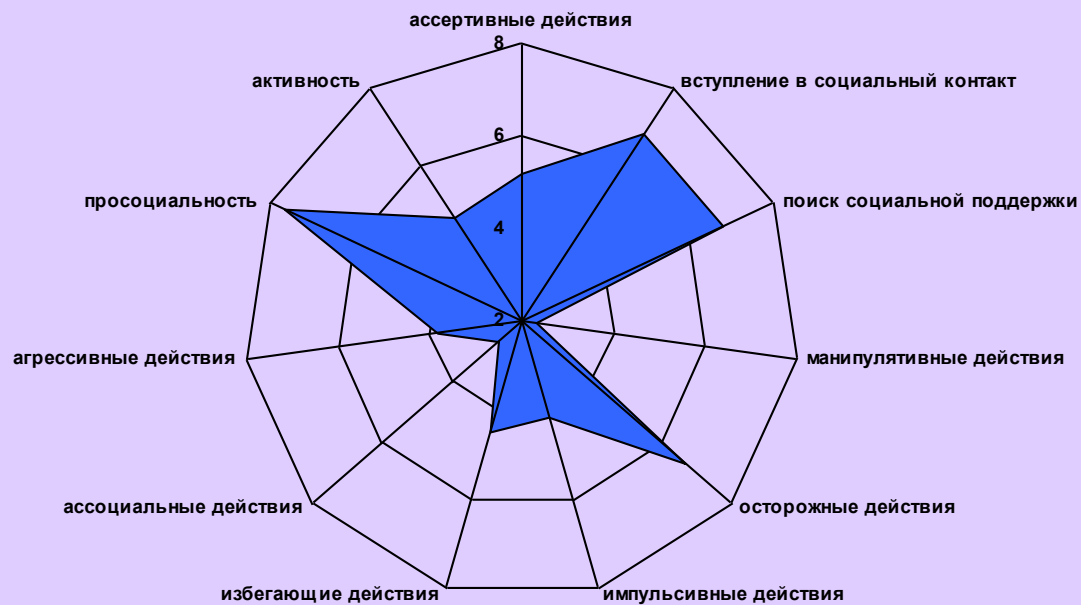 ассертивные действия
8
активность
вступление в социальный контакт
6
просоциальность
поиск социальной поддержки
4
2
агрессивные действия
манипулятивные действия
ассоциальные действия
осторожные действия
избегающие действия
импульсивные действия